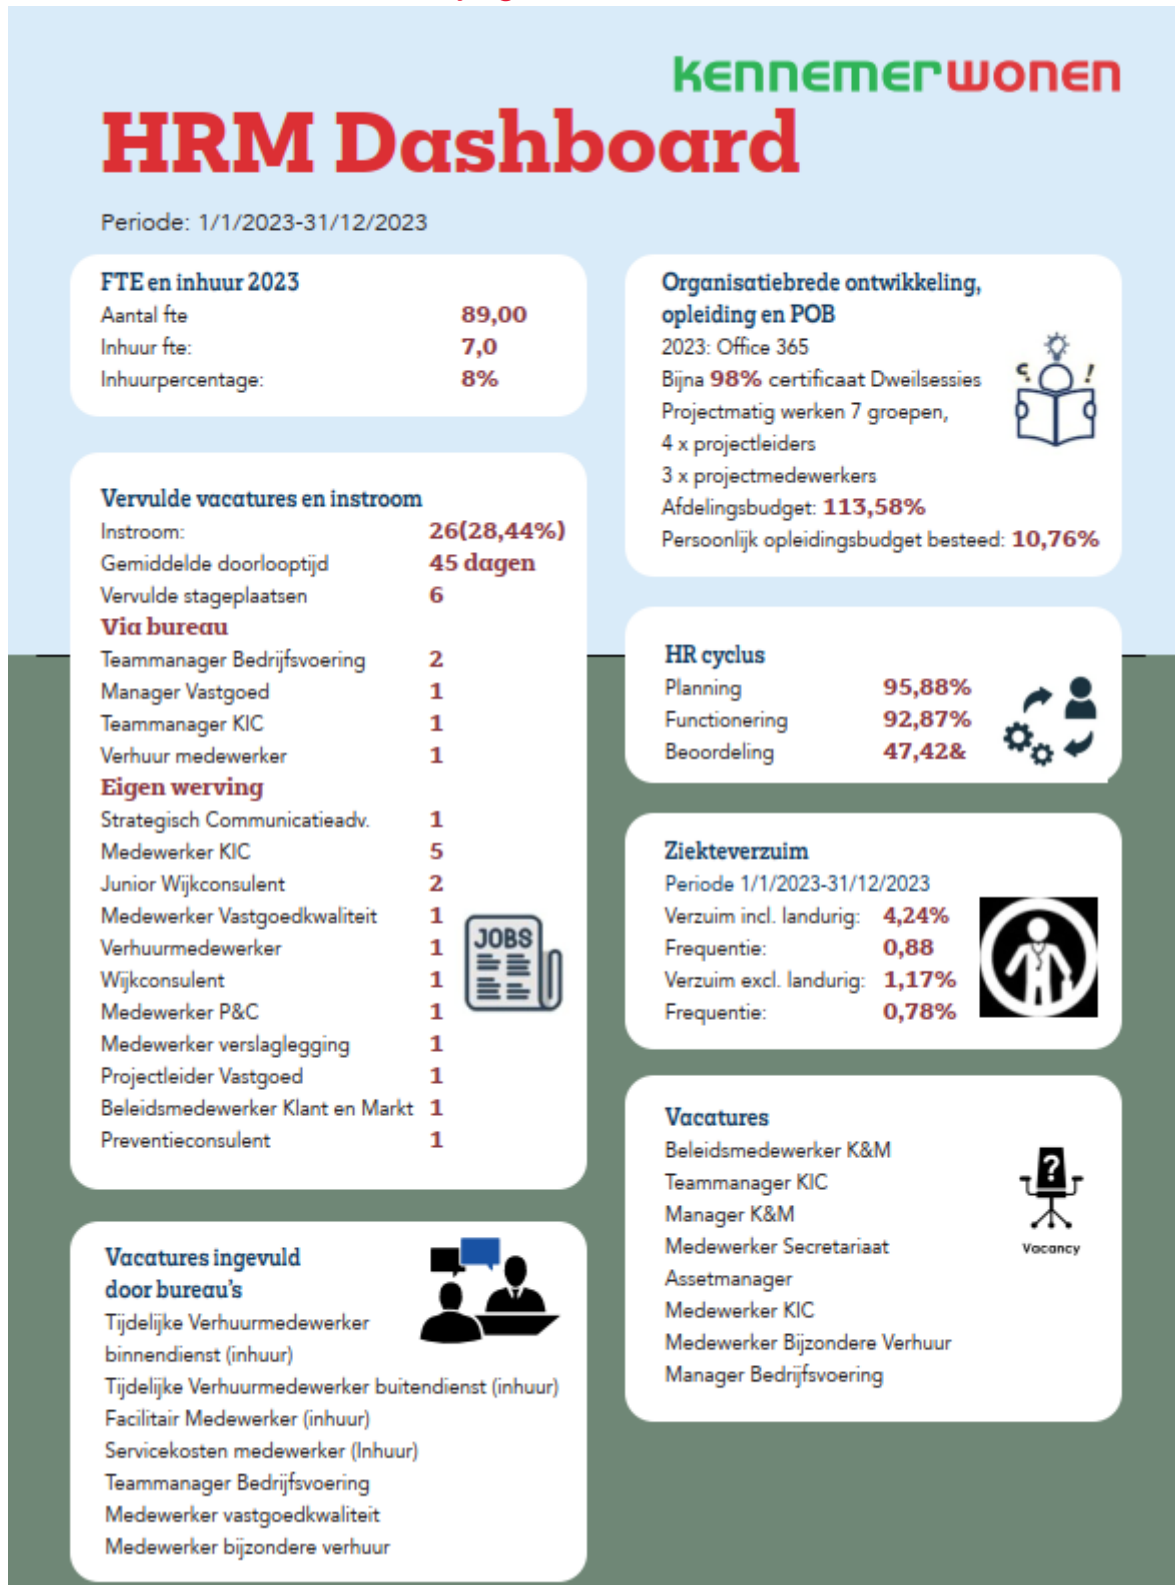 kennemerwonen
HRM Dashboard
Periode: 1/1/2023-31/12/2023
FTE en inhuur 2023
Aantal fte 89,00
Inhuur fte: 7,0
Inhuurpercentage: 8%
Vervulde vacatures en instroom
Instroom: 26(28,44%)
Gemiddelde doorlooptijd 45 dagen
Vervulde stageplaatsen 6
Via bureau
Teammanager Bedrijfsvoering 2
Manager Vastgoed 1
Teammanager KIC 1
Verhuur medewerker 1
Eigen werving
Strategisch Communicatieadv. 1
Medewerker KIC 5
Junior Wijkconsulent 2
Medewerker Vastgoedkwaliteit 1
Verhuurmedewerker 1
Wijkconsulent 1
Medewerker P&C 1
Medewerker verslaglegging 1
Projectleider Vastgoed 1
Beleidsmedewerker Klant en Markt 1
Preventieconsulent 1
JOBS
Vacatures ingevuld
door bureau's
Tijdelijke Verhuurmedewerker
binnendienst (inhuur)
Tijdelijke Verhuurmedewerker buitendienst (inhuur)
Facilitair Medewerker (inhuur)
Servicekosten medewerker (Inhuur)
Teammanager Bedrijfsvoering
Medewerker vastgoedkwaliteit
Medewerker bijzondere verhuur
Organisatiebrede ontwikkeling,
opleiding en POB
2023: Office 365
Bijna 98% certificaat Dweilsessies
Projectmatig werken 7 groepen,
4 x projectleiders
3 x projectmedewerkers
Afdelingsbudget: 113,58%
Persoonlijk opleidingsbudget besteed: 10,76%
HR cyclus
Planning 95,88%
Functionering 92,87%
Beoordeling 47,42&
Ziekteverzuim
Periode 1/1/2023-31/12/2023
Verzuim incl. landurig: 4,24%
Frequentie: 0,88
Verzuim excl. landurig: 1,17%
Frequentie: 0,78%
Vacatures
Beleidsmedewerker K&M
Teammanager KIC
Manager K&M
Medewerker Secretariaat
Assetmanager
Medewerker KIC
Medewerker Bijzondere Verhuur
Manager Bedrijfsvoering
?
Vacancy